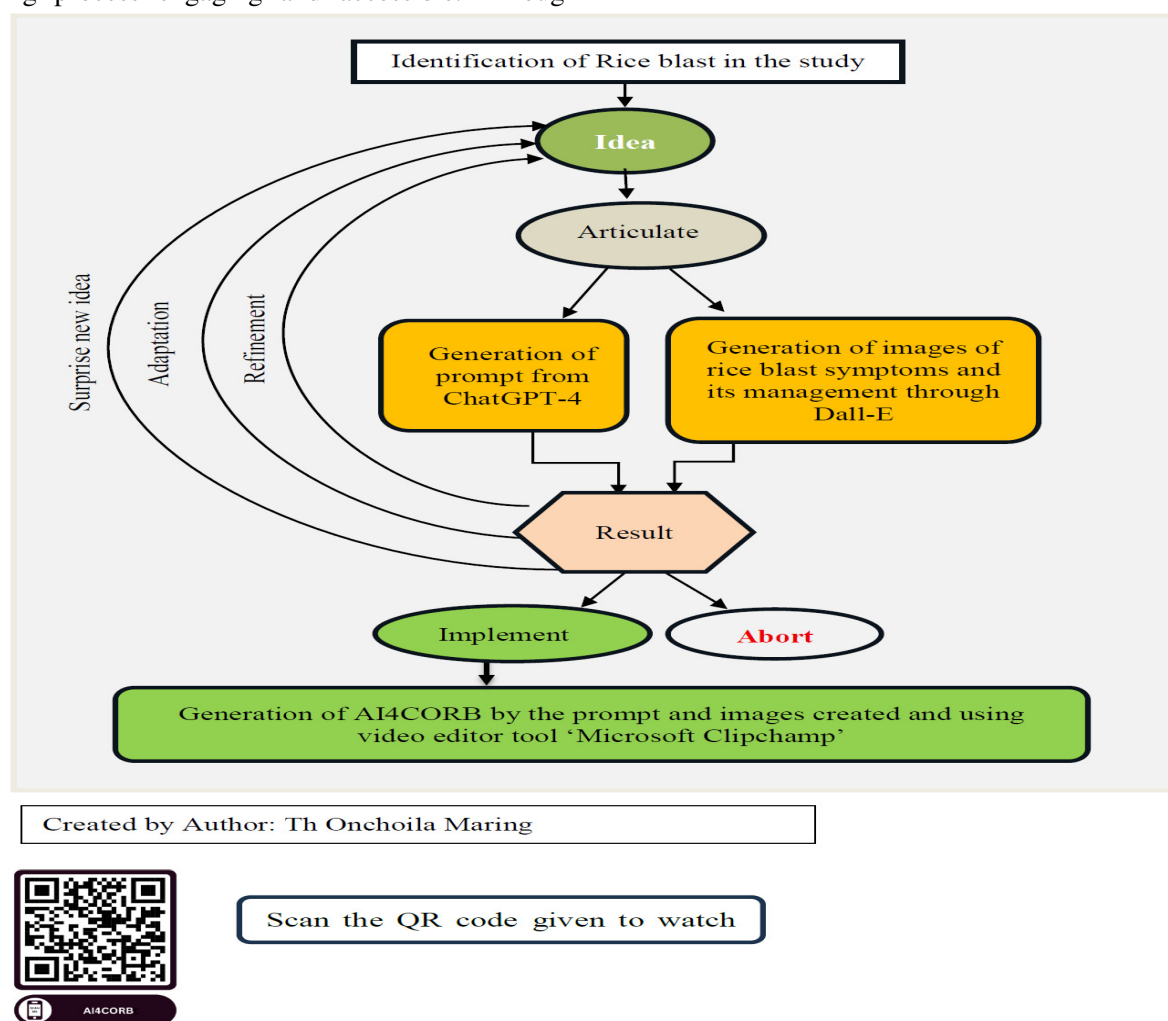 Identification of Rice blast in the study
Idea
Articulate
Surprise new idea
Adaptation
Refinement
Generation of
prompt from
ChatGPT-4
Generation of images of
rice blast symptoms and
its management through
Dall-E
Result
Implement
Abort
Generation of AI4CORB by the prompt and images created and using
video editor tool ‘Microsoft Clipchamp’
Created by Author: Th Onchoila Maring
Scan the QR code given to watch
AI4CORB